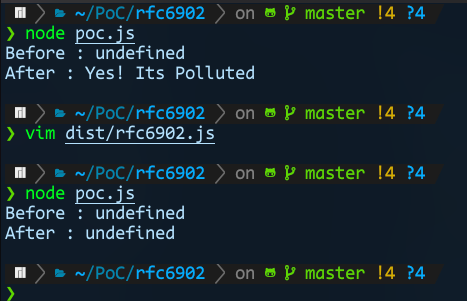 ~/PoC/rfc6902 on master !4 ?4
❯ node poc.js
Before : undefined
After : Yes! Its Polluted
~/PoC/rfc6902 on master !4 ?4
❯ vim dist/rfc6902.js
~/PoC/rfc6902 on master !4 ?4
❯ node poc.js
Before : undefined
After : undefined
~/PoC/rfc6902 on master !4 ?4
❯